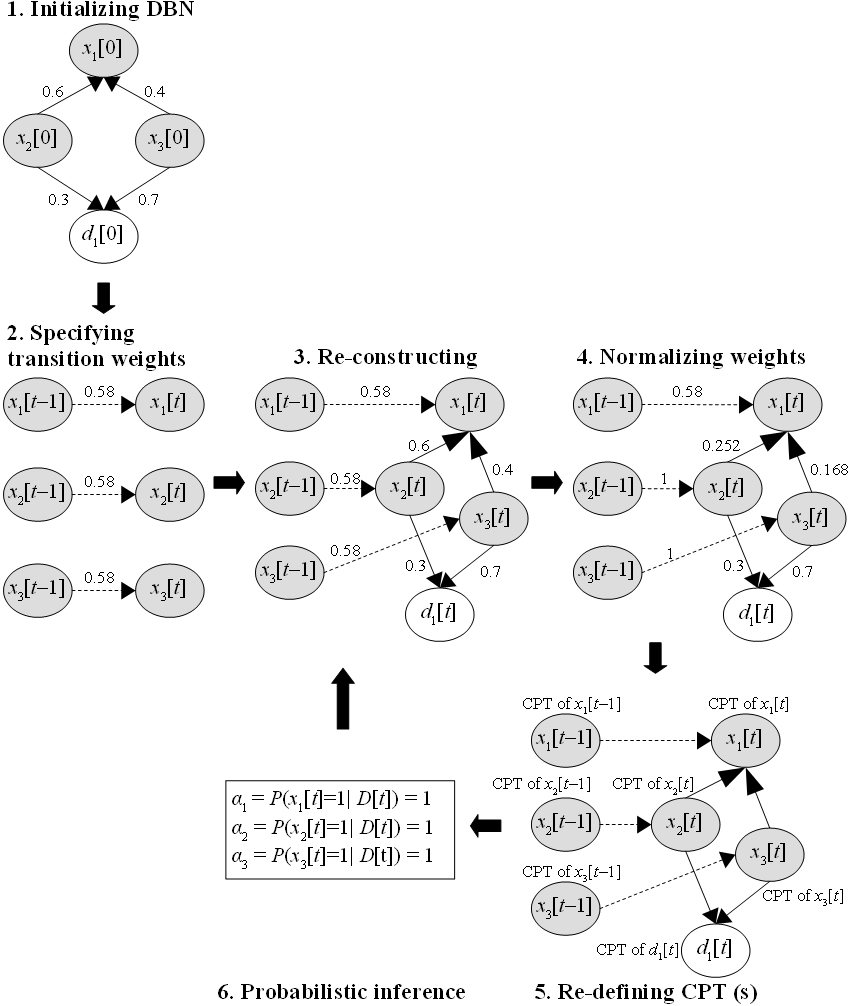 1. Initializing DBN
x1[0]
0.6
0.4
x2[0]
x3[0]
0.3
0.7
d1[0]
2. Specifying
transition weights
x1[t−1]
0.58
x1[t]
x2[t−1]
0.58
x2[t]
x3[t−1]
0.58
x3[t]
3. Re-constructing
x1[t−1]
0.58
x1[t]
0.6
0.4
x2[t−1]
0.58
x2[t]
x3[t]
0.58
x3[t−1]
0.3
0.7
d1[t]
4. Normalizing weights
x1[t−1]
0.58
x1[t]
0.252
0.168
x2[t−1]
1
x2[t]
x3[t]
1
x3[t−1]
0.3
0.7
d1[t]
CPT of x1[t−1]
CPT of x1[t]
x1[t−1]
x1[t]
CPT of x2[t−1]
CPT of x2[t]
x2[t−1]
x2[t]
x3[t]
CPT of x3[t−1]
CPT of x3[t]
x3[t−1]
CPT of d1[t]
d1[t]
5. Re-defining CPT (s)
α1 = P(x1[t]=1| D[t]) = 1
α2 = P(x2[t]=1| D[t]) = 1
α3 = P(x3[t]=1| D[t]) = 1
6. Probabilistic inference